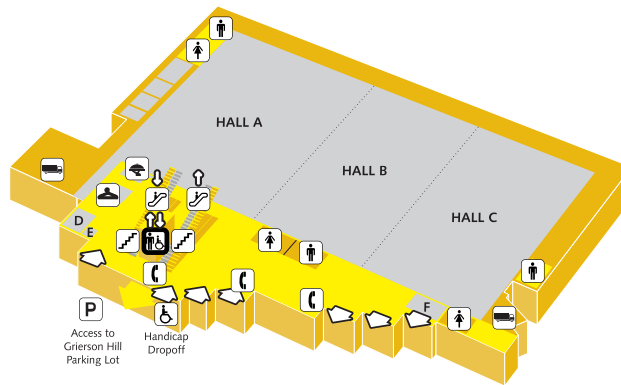 HALL A
HALL B
HALL C
D
E
F
P
Access to
Grierson Hill
Parking Lot
Handicap
Dropoff